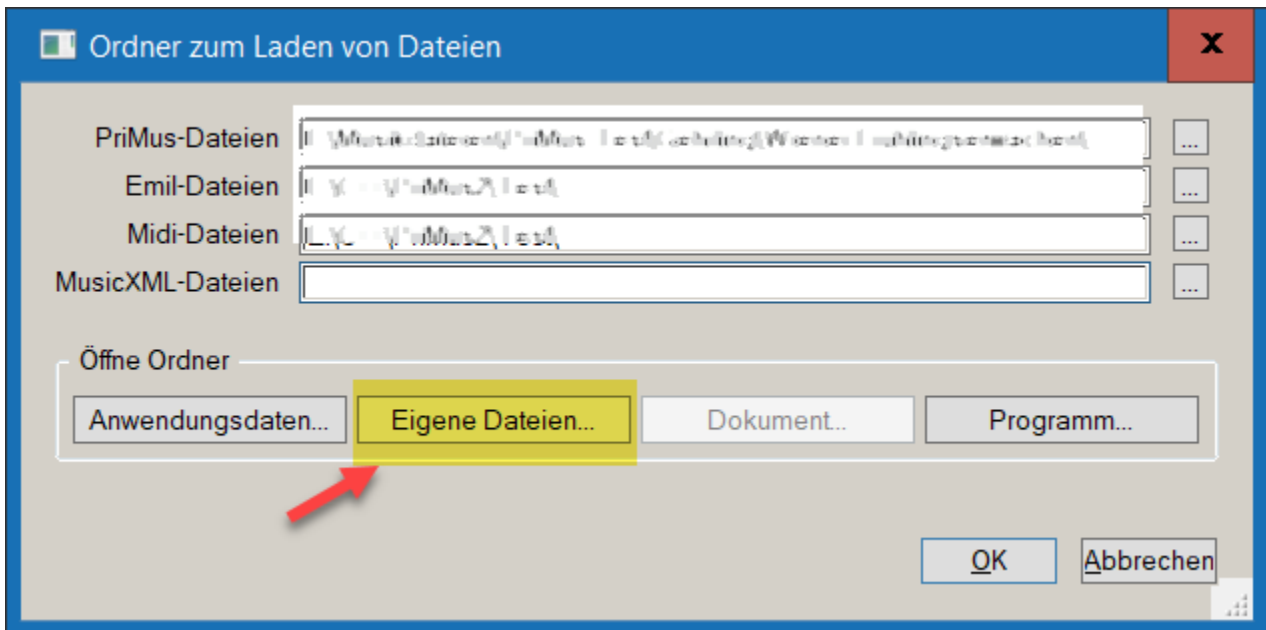 Ordner zum Laden von Dateien
x
PriMus-Dateien
...
Emil-Dateien
...
Midi-Dateien
...
MusicXML-Dateien
...
Öffne Ordner
Anwendungsdaten... Eigene Dateien... Dokument... Programm...
OK Abbrechen